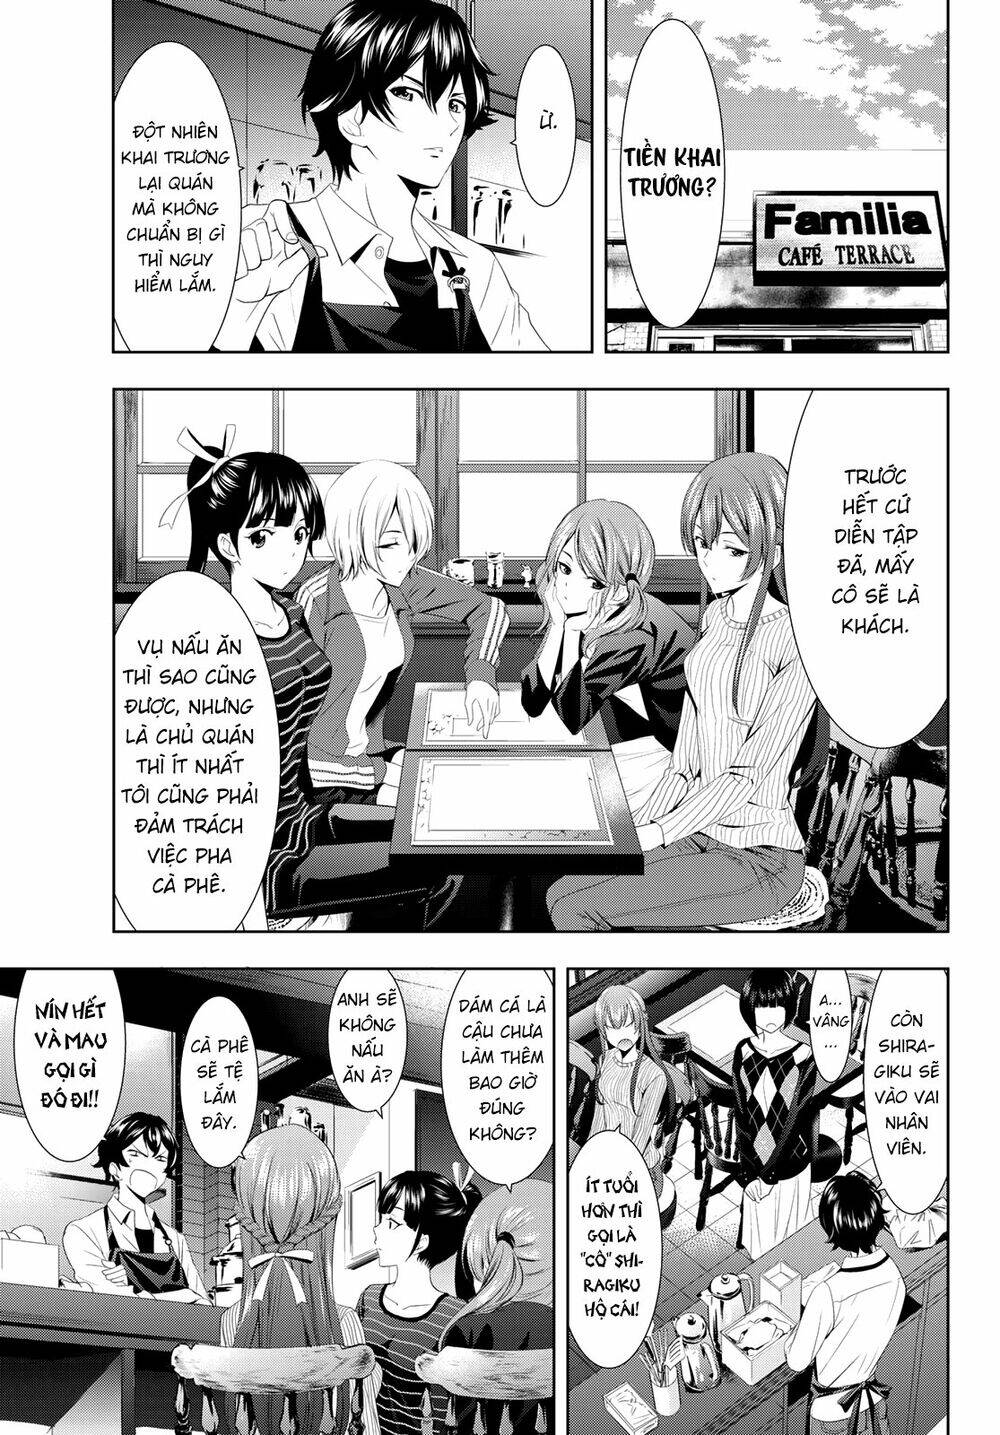 TIỀN KHAI
TRƯƠNG?
Familia
CAFÉ TERRACE
Ừ.
ĐỘT NHIÊN
KHAI TRƯƠNG
LẠI QUÁN
MÀ KHÔNG
CHUẨN BỊ GÌ
THÌ NGUY
HIỂM LẮM.
TRƯỚC
HẾT CỨ
DIỄN TẬP
ĐÃ, MẤY
CÔ SẼ LÀ
KHÁCH.
VỤ NẤU ĂN
THÌ SAO CŨNG
ĐƯỢC, NHƯNG
LÀ CHỦ QUÁN
THÌ ÍT NHẤT
TÔI CŨNG PHẢI
ĐẢM TRÁCH
VIỆC PHA
CÀ PHÊ.
CÒN
SHIRA-
GIKU SẼ
VÀO VAI
NHÂN
VIÊN.
A...
VÂNG
...
ÍT TUỔI
HƠN THÌ
GỌI LÀ
"CÔ" SHI-
RAGIKU
HỘ CÁI!
DÁM CÁ LÀ
CẬU CHƯA
LÀM THÊM
BAO GIỜ
ĐÚNG
KHÔNG?
ANH SẼ
KHÔNG
NẤU
ĂN À?
CÀ PHÊ
SẼ TỆ
LẮM
ĐÂY.
NÍN HẾT
VÀ MAU
GỌI GÌ
ĐÓ ĐI!!